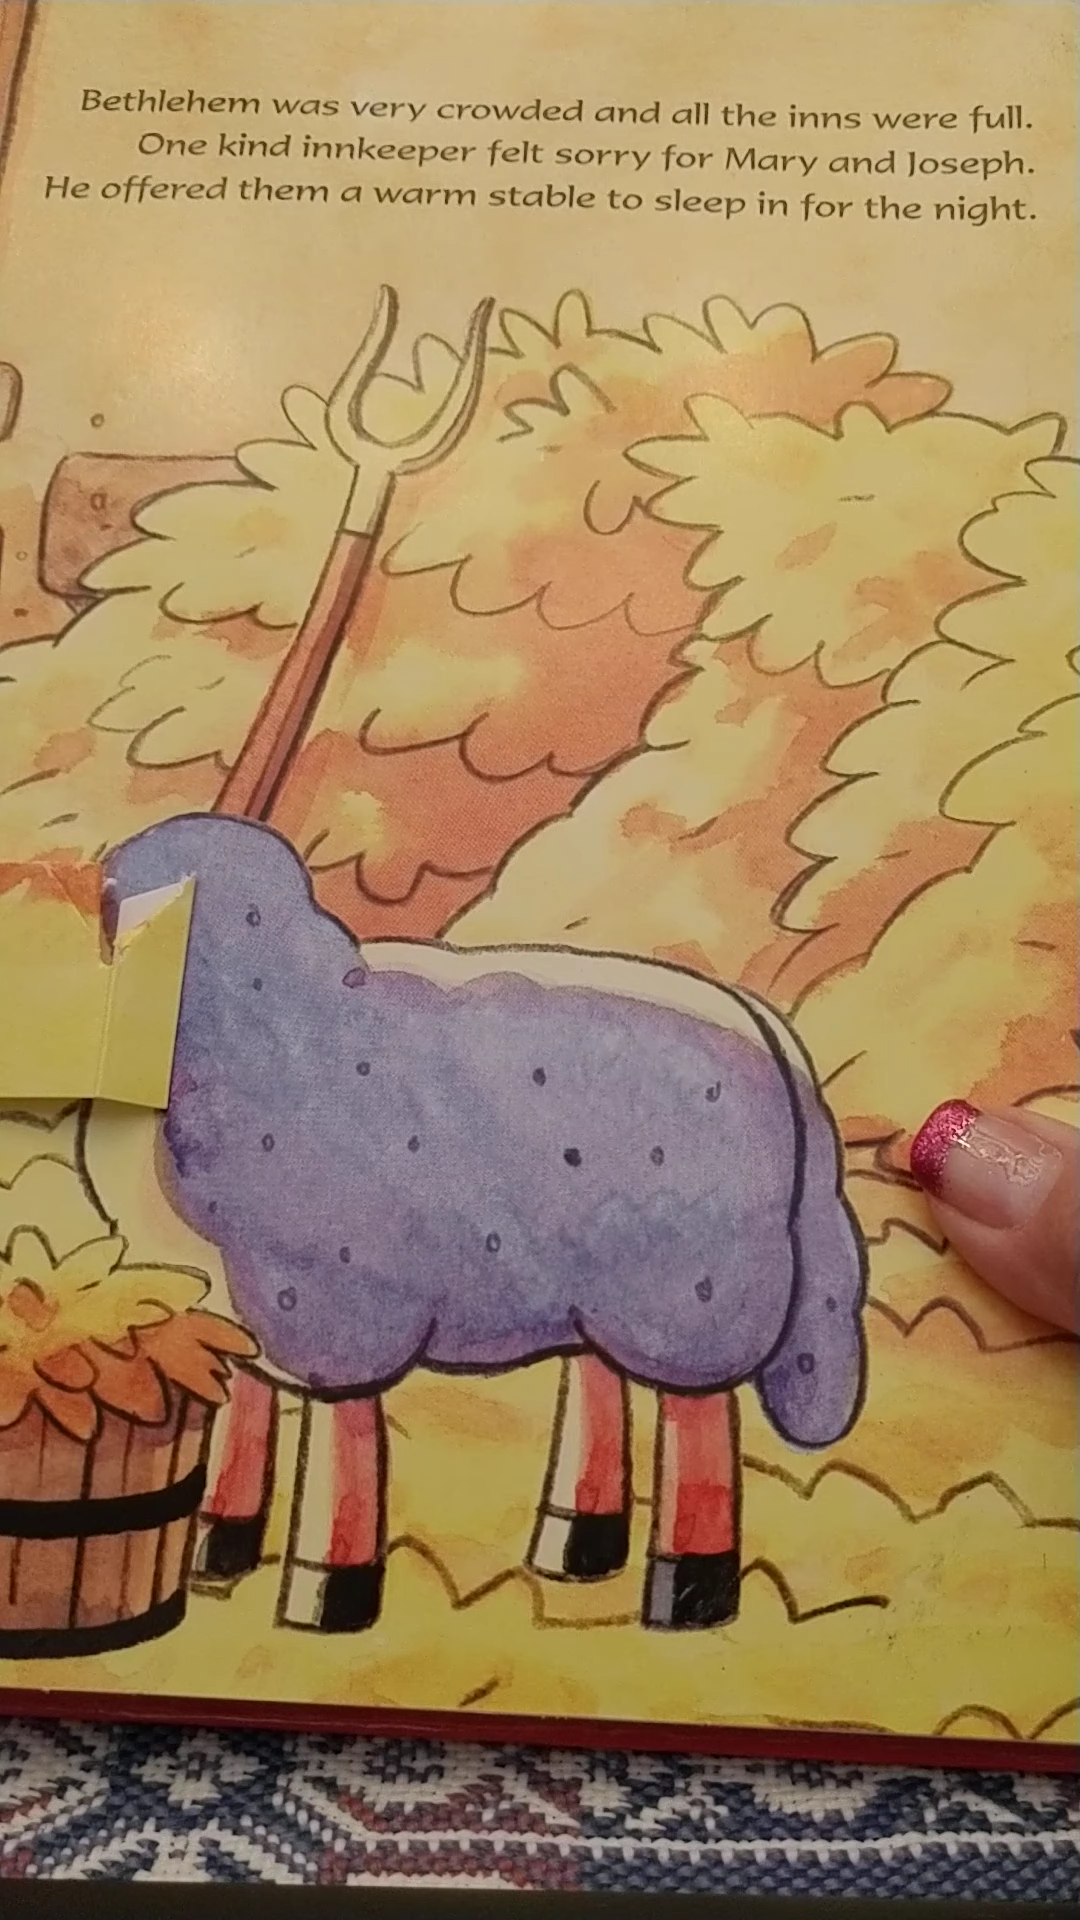 Bethlehem was very crowded and all the inns were full.
One kind innkeeper felt sorry for Mary and Joseph.
He offered them a warm stable to sleep in for the night.